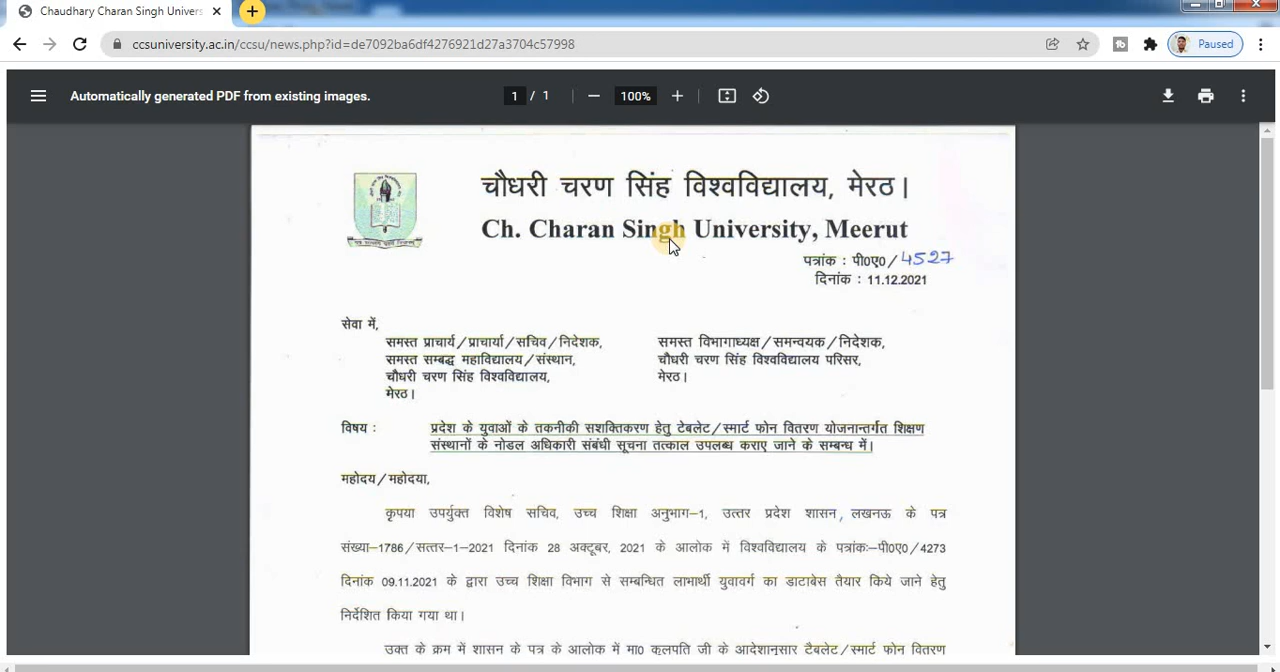 Chaudhary Charan Singh Univers
ccsuniversity.ac.in/ccsu/news.php?id=de7092ba6df4276921d27a3704c57998
Paused
Automatically generated PDF from existing images.
1 / 1
100%
चौधरी चरण सिंह विश्वविद्यालय, मेरठ।
Ch. Charan Singh University, Meerut
पत्रांक : पी0ए0/4527
दिनांक : 11.12.2021
सेवा में,
समस्त प्राचार्य/प्राचार्या/सचिव/निदेशक,
समस्त सम्बद्ध महाविद्यालय/संस्थान,
चौधरी चरण सिंह विश्वविद्यालय,
मेरठ।
समस्त विभागाध्यक्ष/समन्वयक/निदेशक,
चौधरी चरण सिंह विश्वविद्यालय परिसर,
मेरठ।
विषय : प्रदेश के युवाओं के तकनीकी सशक्तिकरण हेतु टेबलेट/स्मार्ट फोन वितरण योजनान्तर्गत शिक्षण
संस्थानों के नोडल अधिकारी संबंधी सूचना तत्काल उपलब्ध कराए जाने के सम्बन्ध में।
महोदय/महोदया,
कृपया उपर्युक्त विशेष सचिव, उच्च शिक्षा अनुभाग-1, उत्तर प्रदेश शासन, लखनऊ के पत्र
संख्या-1786/सत्तर-1-2021 दिनांक 28 अक्टूबर, 2021 के आलोक में विश्वविद्यालय के पत्रांक:-पी0ए0/4273
दिनांक 09.11.2021 के द्वारा उच्च शिक्षा विभाग से सम्बन्धित लाभार्थी युवावर्ग का डाटाबेस तैयार किये जाने हेतु
निर्देशित किया गया था।
उक्त के क्रम में शासन के पत्र के आलोक में मा0 कुलपति जी के आदेशानुसार टैबलेट/स्मार्ट फोन वितरण